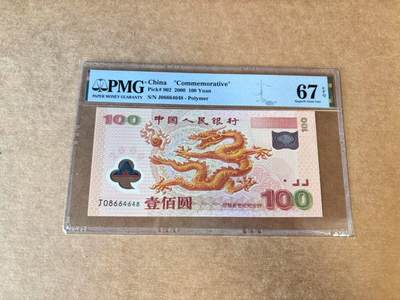 PMG
PAPER MONEY GUARANTY
China "Commemorative"
Pick# 902 2000 100 Yuan
S/N J08664648 - Polymer
67 EPQ
Superb Gem Unc
100
中国人民银行
100
J08664648
壹佰圆
100